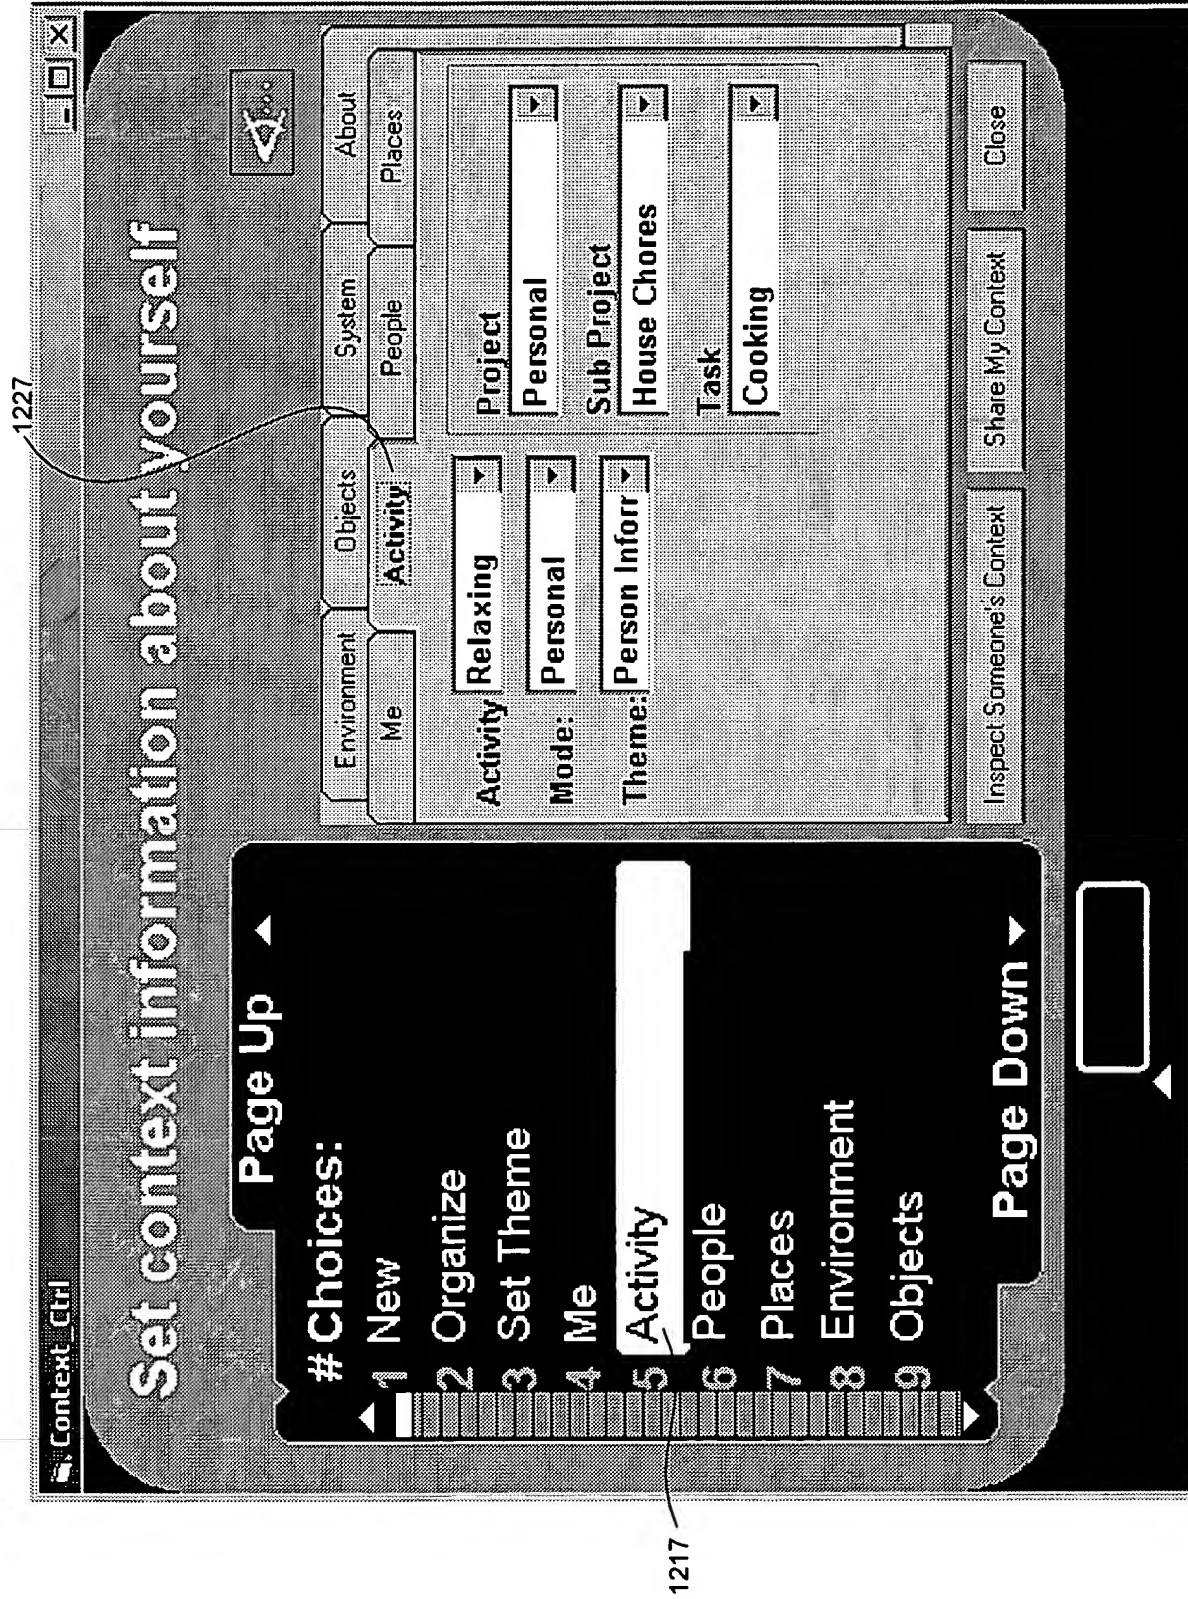 1227
Context_Ctrl
Set context information about yourself
Page Up
# Choices:
1 New
2 Organize
3 Set Theme
4 Me
5 Activity
6 People
7 Places
8 Environment
9 Objects
Page Down
1217
Environment Objects System About
Me Activity People Places
Activity Relaxing
Mode: Personal
Theme: Person Inforr
Project
Personal
Sub Project
House Chores
Task
Cooking
Inspect Someone's Context Share My Context Close